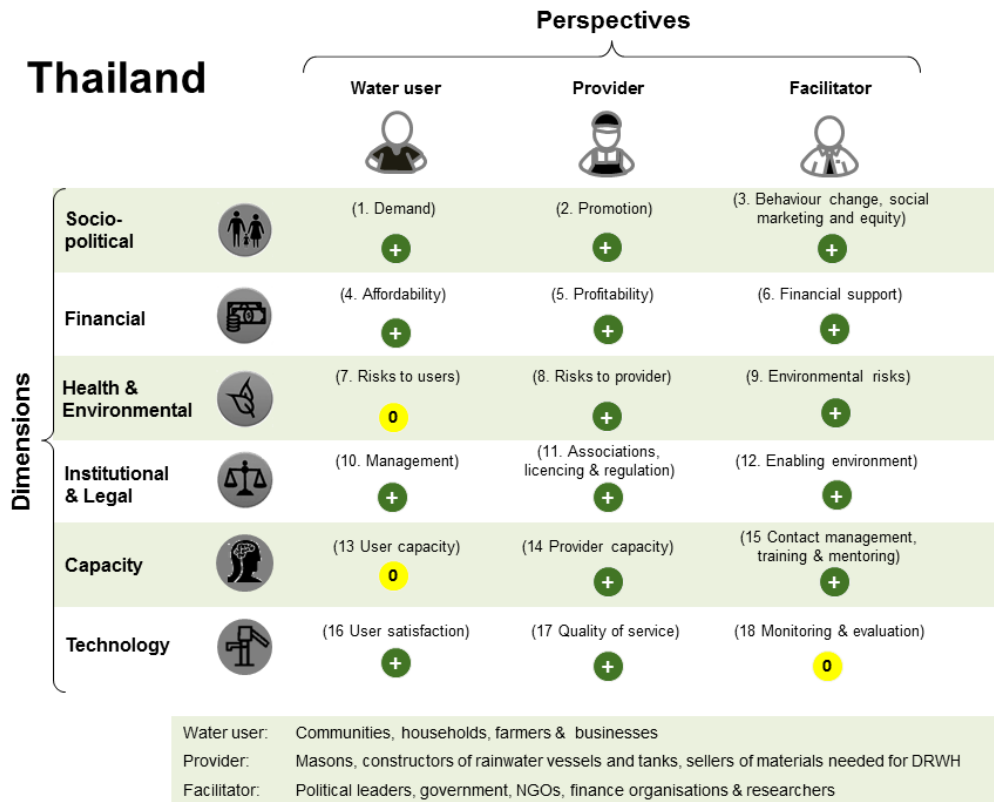 Perspectives
Thailand
Water user Provider Facilitator
Dimensions
Socio-
political
(1. Demand) (2. Promotion) (3. Behaviour change, social
marketing and equity)
+ + +
Financial
(4. Affordability) (5. Profitability) (6. Financial support)
+ + +
Health &
Environmental
(7. Risks to users) (8. Risks to provider) (9. Environmental risks)
0 + +
Institutional
& Legal
(10. Management) (11. Associations,
licencing & regulation) (12. Enabling environment)
+ + +
Capacity
(13 User capacity) (14 Provider capacity) (15 Contact management,
training & mentoring)
0 + +
Technology
(16 User satisfaction) (17 Quality of service) (18 Monitoring & evaluation)
+ + 0
Water user: Communities, households, farmers & businesses
Provider: Masons, constructors of rainwater vessels and tanks, sellers of materials needed for DRWH
Facilitator: Political leaders, government, NGOs, finance organisations & researchers